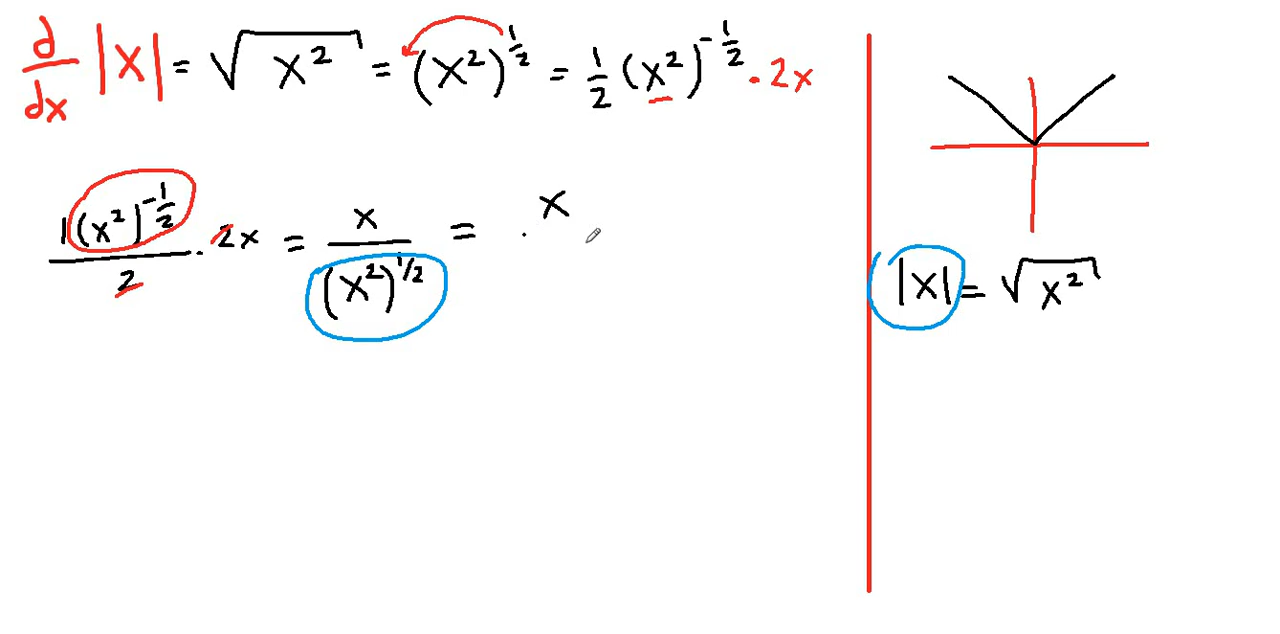 d/dx |x| = √x² = (x²)^½ = ½ (x²)^-½ · 2x
1(x²)^-½ / 2 · 2x = x / (x²)^1/2 = x
|x| = √x²